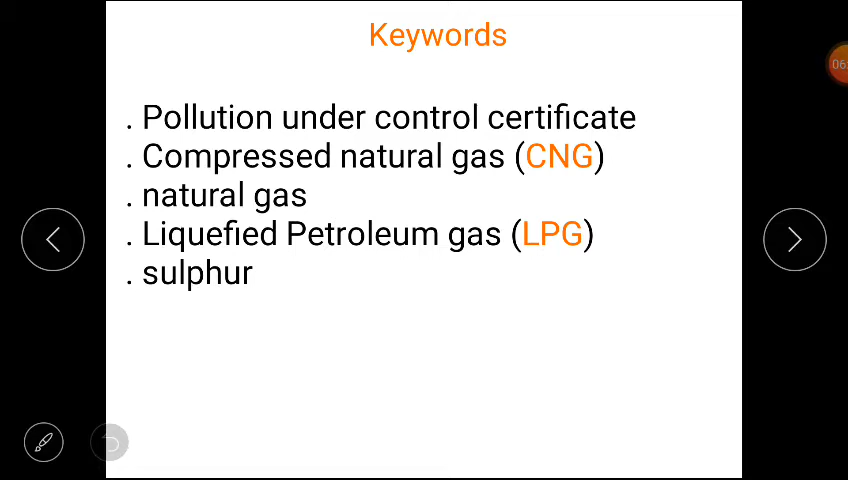 Keywords
. Pollution under control certificate
. Compressed natural gas (CNG)
. natural gas
. Liquefied Petroleum gas (LPG)
. sulphur